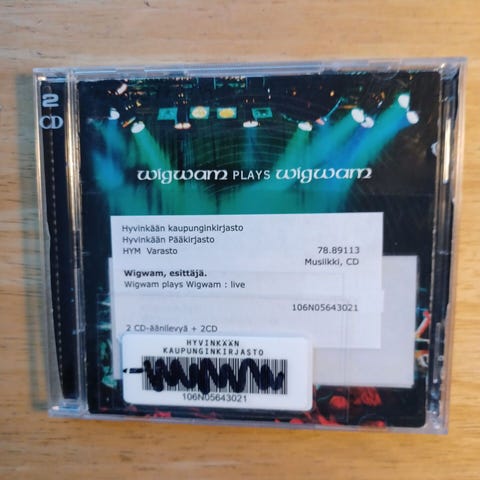 2
CD
wigwam PLAYS wigwam
Hyvinkään kaupunginkirjasto
Hyvinkään Pääkirjasto
HYM Varasto 78.89113
Musiikki, CD
Wigwam, esittäjä.
Wigwam plays Wigwam : live
106N05643021
2 CD-äänilevyä + 2CD
HYVINKÄÄN
KAUPUNGINKIRJASTO
106N05643021